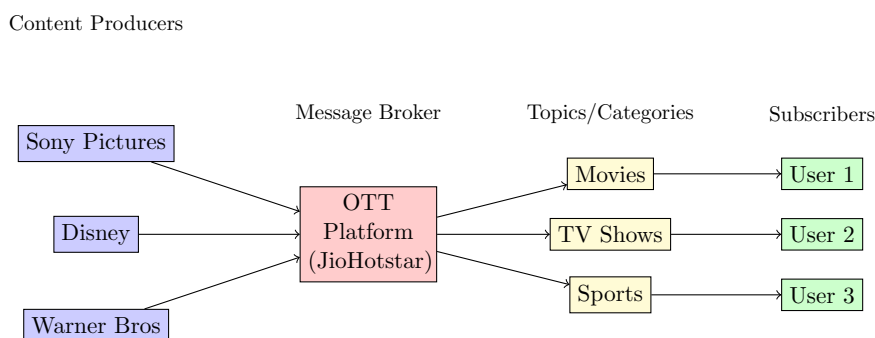 Content Producers
Message Broker
Topics/Categories
Subscribers
Sony Pictures
Disney
Warner Bros
OTT
Platform
(JioHotstar)
Movies
TV Shows
Sports
User 1
User 2
User 3